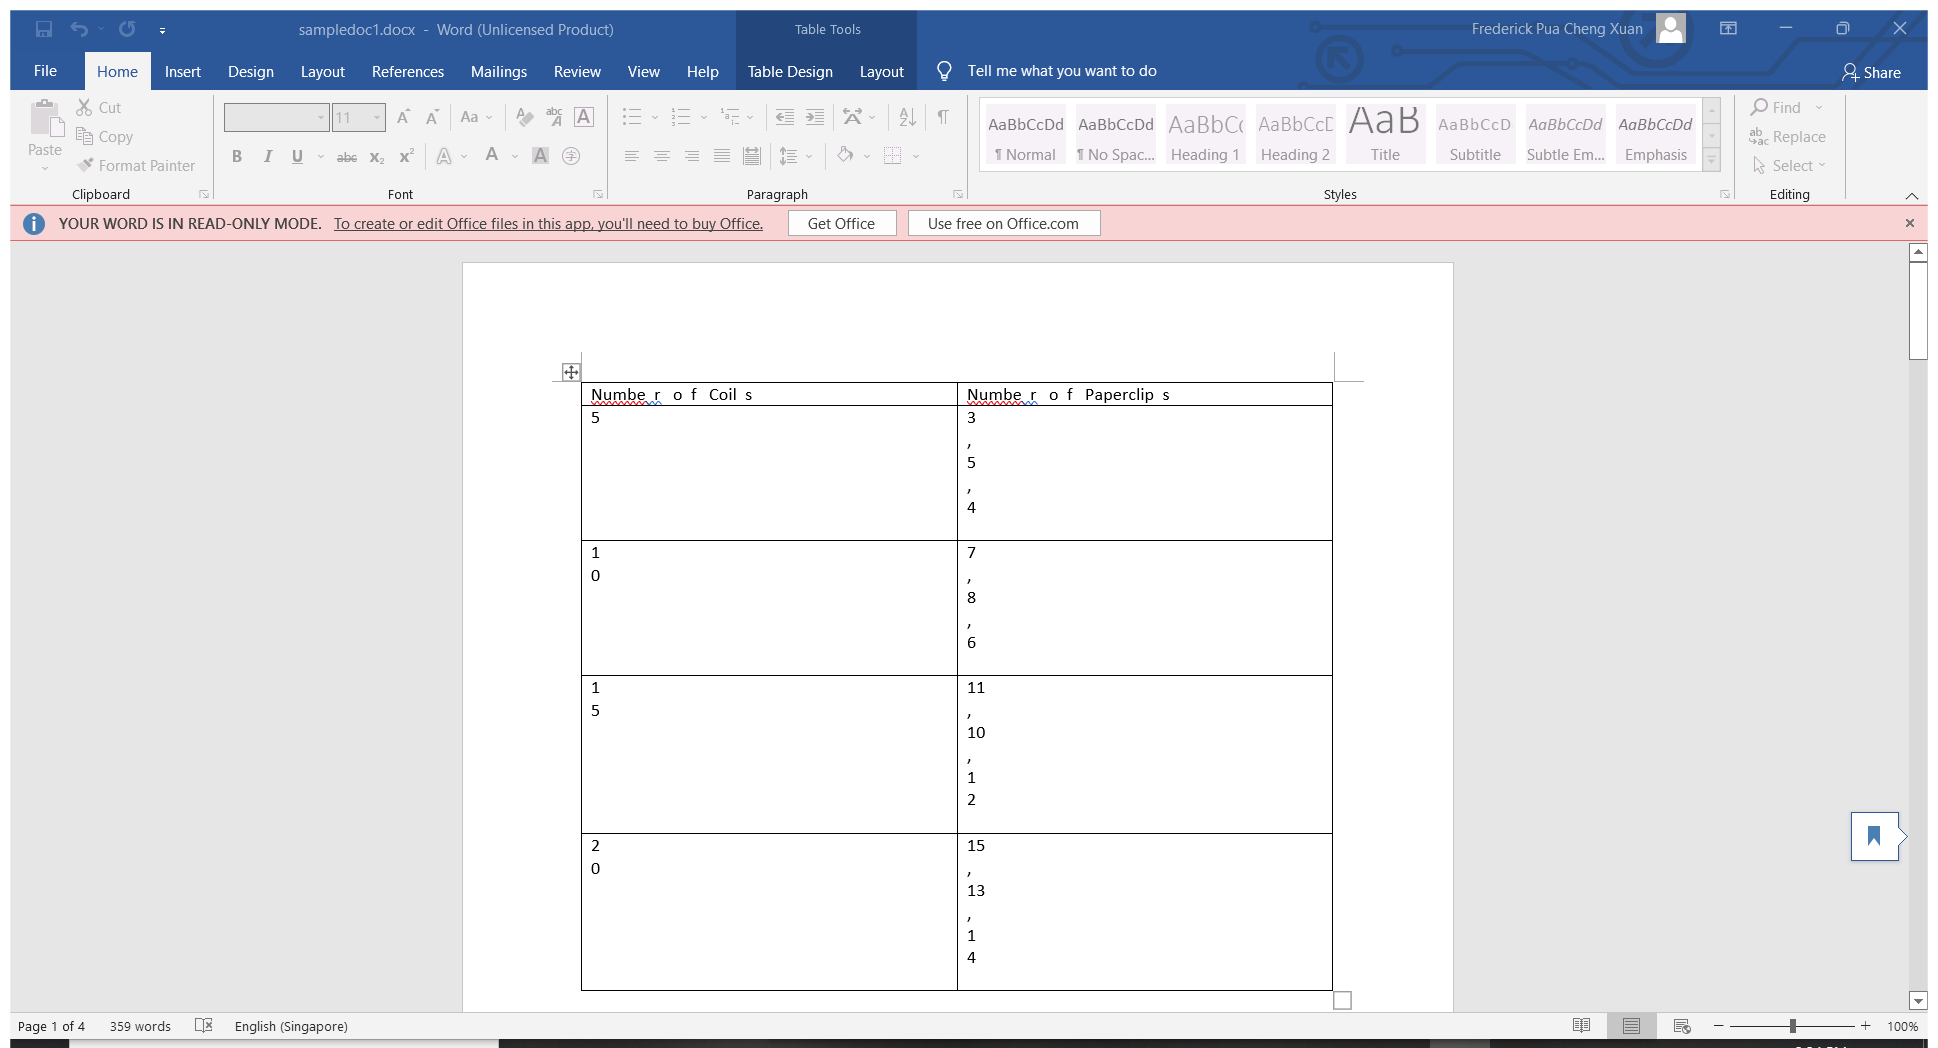 sampledoc1.docx - Word (Unlicensed Product)
Table Tools
Frederick Pua Cheng Xuan
File Home Insert Design Layout References Mailings Review View Help Table Design Layout Tell me what you want to do Share
Paste
Cut
Copy
Format Painter
Clipboard
11
Aa
abc
A
A
B I U abc x₂ x² A A A 字
Font
Paragraph
AaBbCcDd
¶ Normal
AaBbCcDd
¶ No Spac...
AaBbCc
Heading 1
AaBbCcD
Heading 2
AaB
Title
AaBbCcD
Subtitle
AaBbCcDd
Subtle Em...
AaBbCcDd
Emphasis
Styles
Find
Replace
Select
Editing
YOUR WORD IS IN READ-ONLY MODE. To create or edit Office files in this app, you'll need to buy Office. Get Office Use free on Office.com
Numbe r o f Coil s
Numbe r o f Paperclip s
5
3
,
5
,
4
1
0
7
,
8
,
6
1
5
11
,
10
,
1
2
2
0
15
,
13
,
1
4
Page 1 of 4 359 words English (Singapore) 100%